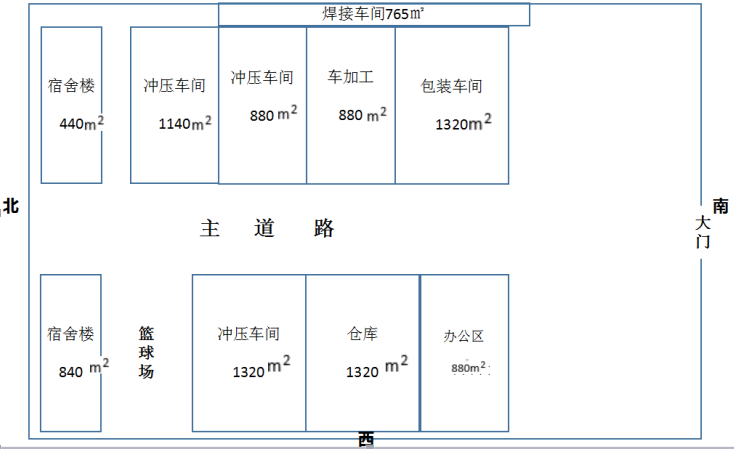 焊接车间765㎡
宿舍楼
440m²
冲压车间
1140m²
冲压车间
880 m²
车加工
880 m²
包装车间
1320m²
北
主 道 路
南
大门
宿舍楼
840 m²
篮球场
冲压车间
1320 m²
仓库
1320 m²
办公区
880m²
西